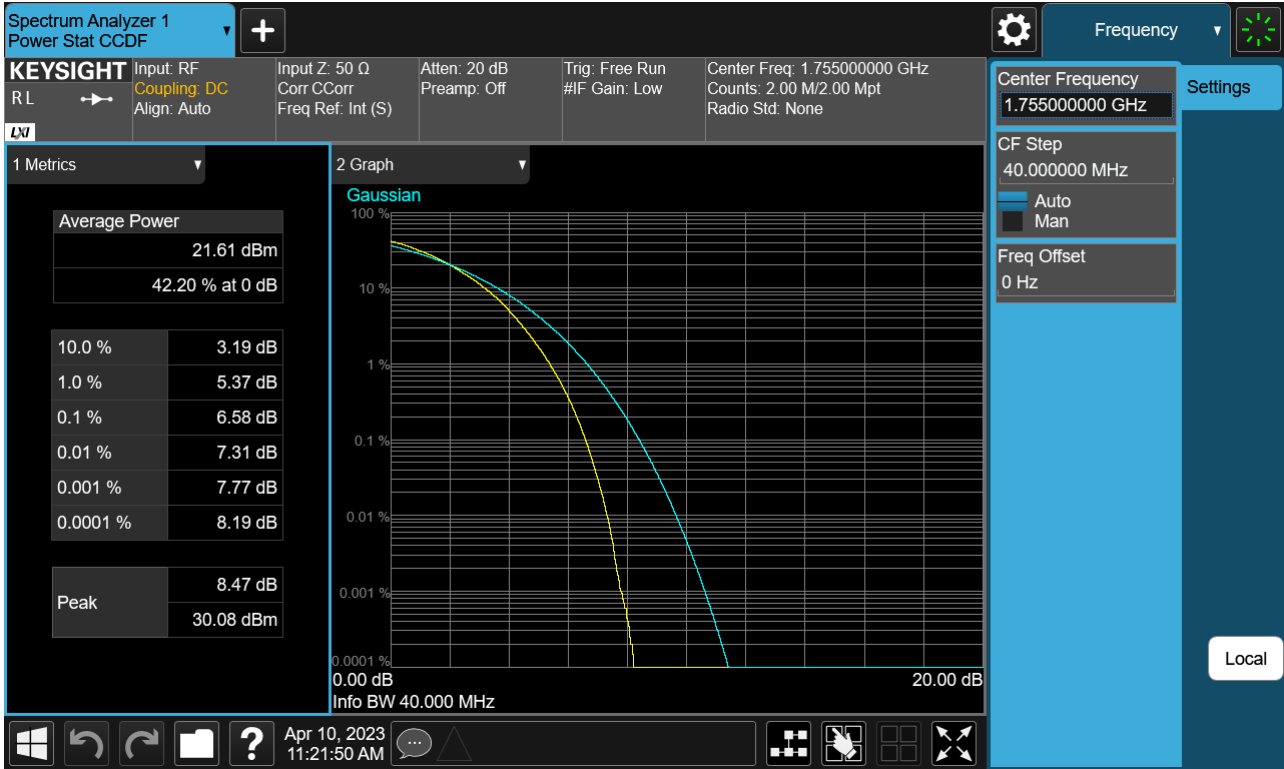 Spectrum Analyzer 1
Power Stat CCDF
Frequency
KEYSIGHT
R L
LXI
Input: RF
Coupling: DC
Align: Auto
Input Z: 50 Ω
Corr CCorr
Freq Ref: Int (S)
Atten: 20 dB
Preamp: Off
Trig: Free Run
#IF Gain: Low
Center Freq: 1.755000000 GHz
Counts: 2.00 M/2.00 Mpt
Radio Std: None
1 Metrics
Average Power
21.61 dBm
42.20 % at 0 dB
10.0 % 3.19 dB
1.0 % 5.37 dB
0.1 % 6.58 dB
0.01 % 7.31 dB
0.001 % 7.77 dB
0.0001 % 8.19 dB
Peak
8.47 dB
30.08 dBm
2 Graph
Gaussian
100 %
10 %
1 %
0.1 %
0.01 %
0.001 %
0.0001 %
0.00 dB 20.00 dB
Info BW 40.000 MHz
Center Frequency
1.755000000 GHz
CF Step
40.000000 MHz
Auto
Man
Freq Offset
0 Hz
Settings
Local
Apr 10, 2023
11:21:50 AM